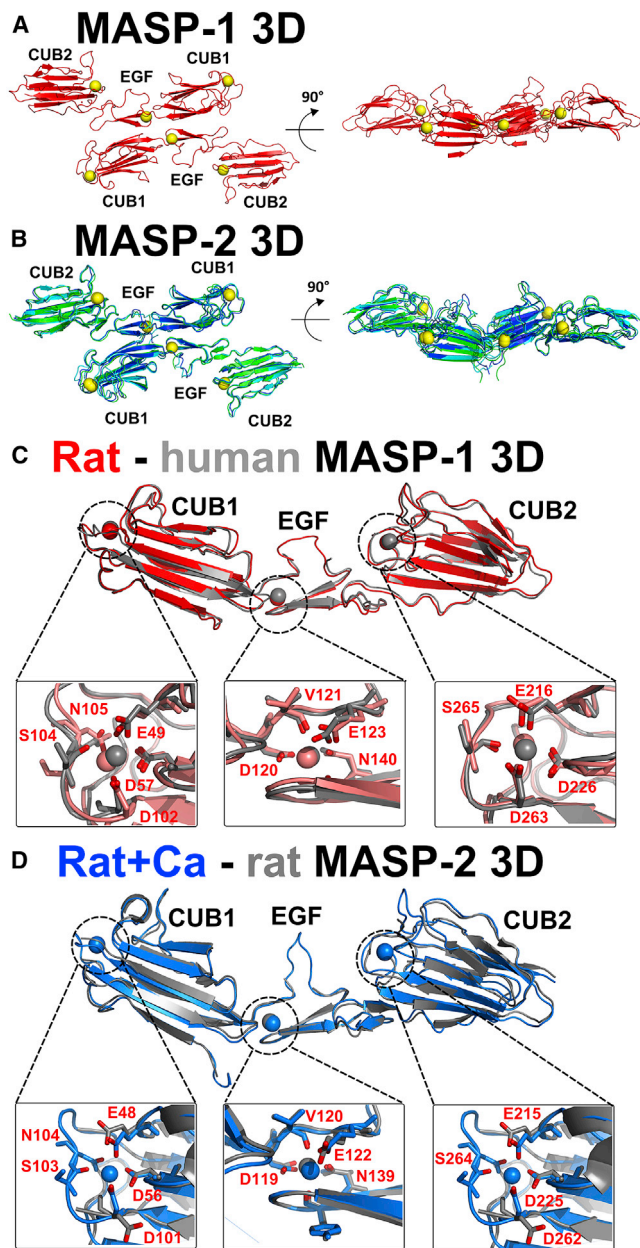 A MASP-1 3D
CUB2 EGF CUB1
90°
CUB1 EGF CUB2
B MASP-2 3D
CUB2 EGF CUB1
90°
CUB1 EGF CUB2
C Rat - human MASP-1 3D
CUB1 EGF CUB2
N105
S104 E49
D57
D102
V121
E123
D120 N140
E216
S265
D226
D263
D Rat+Ca - rat MASP-2 3D
CUB1 EGF CUB2
E48
N104
S103
D56
D101
V120
E122
D119 N139
E215
S264
D225
D262